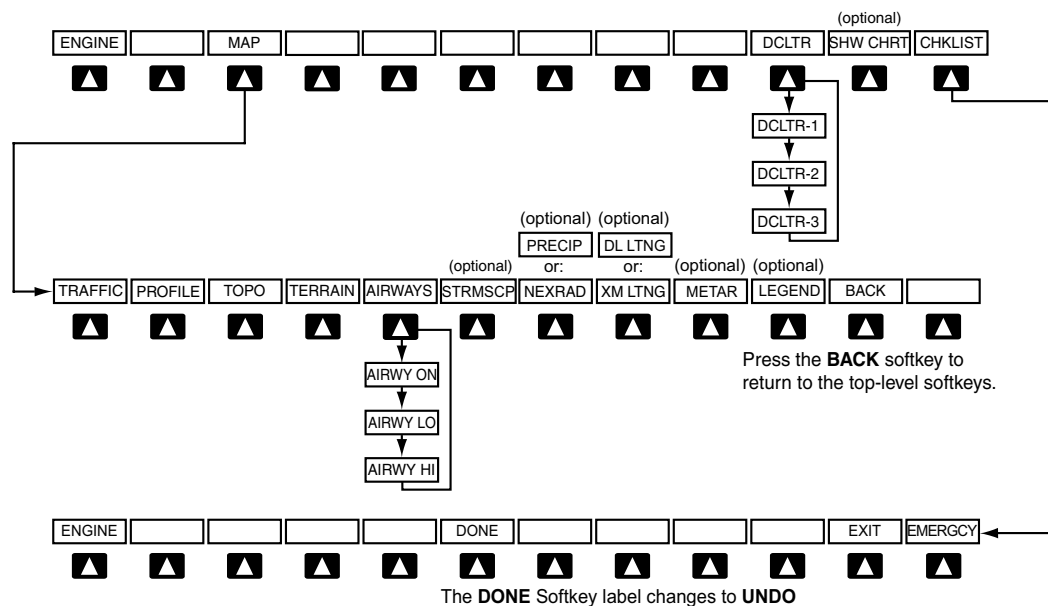 (optional)
ENGINE MAP DCLTR SHW CHRT CHKLIST
DCLTR-1
DCLTR-2
DCLTR-3
(optional) (optional)
PRECIP DL LTNG
(optional) or: or: (optional) (optional)
TRAFFIC PROFILE TOPO TERRAIN AIRWAYS STRMSCP NEXRAD XM LTNG METAR LEGEND BACK
Press the BACK softkey to
return to the top-level softkeys.
AIRWY ON
AIRWY LO
AIRWY HI
ENGINE DONE EXIT EMERGCY
The DONE Softkey label changes to UNDO